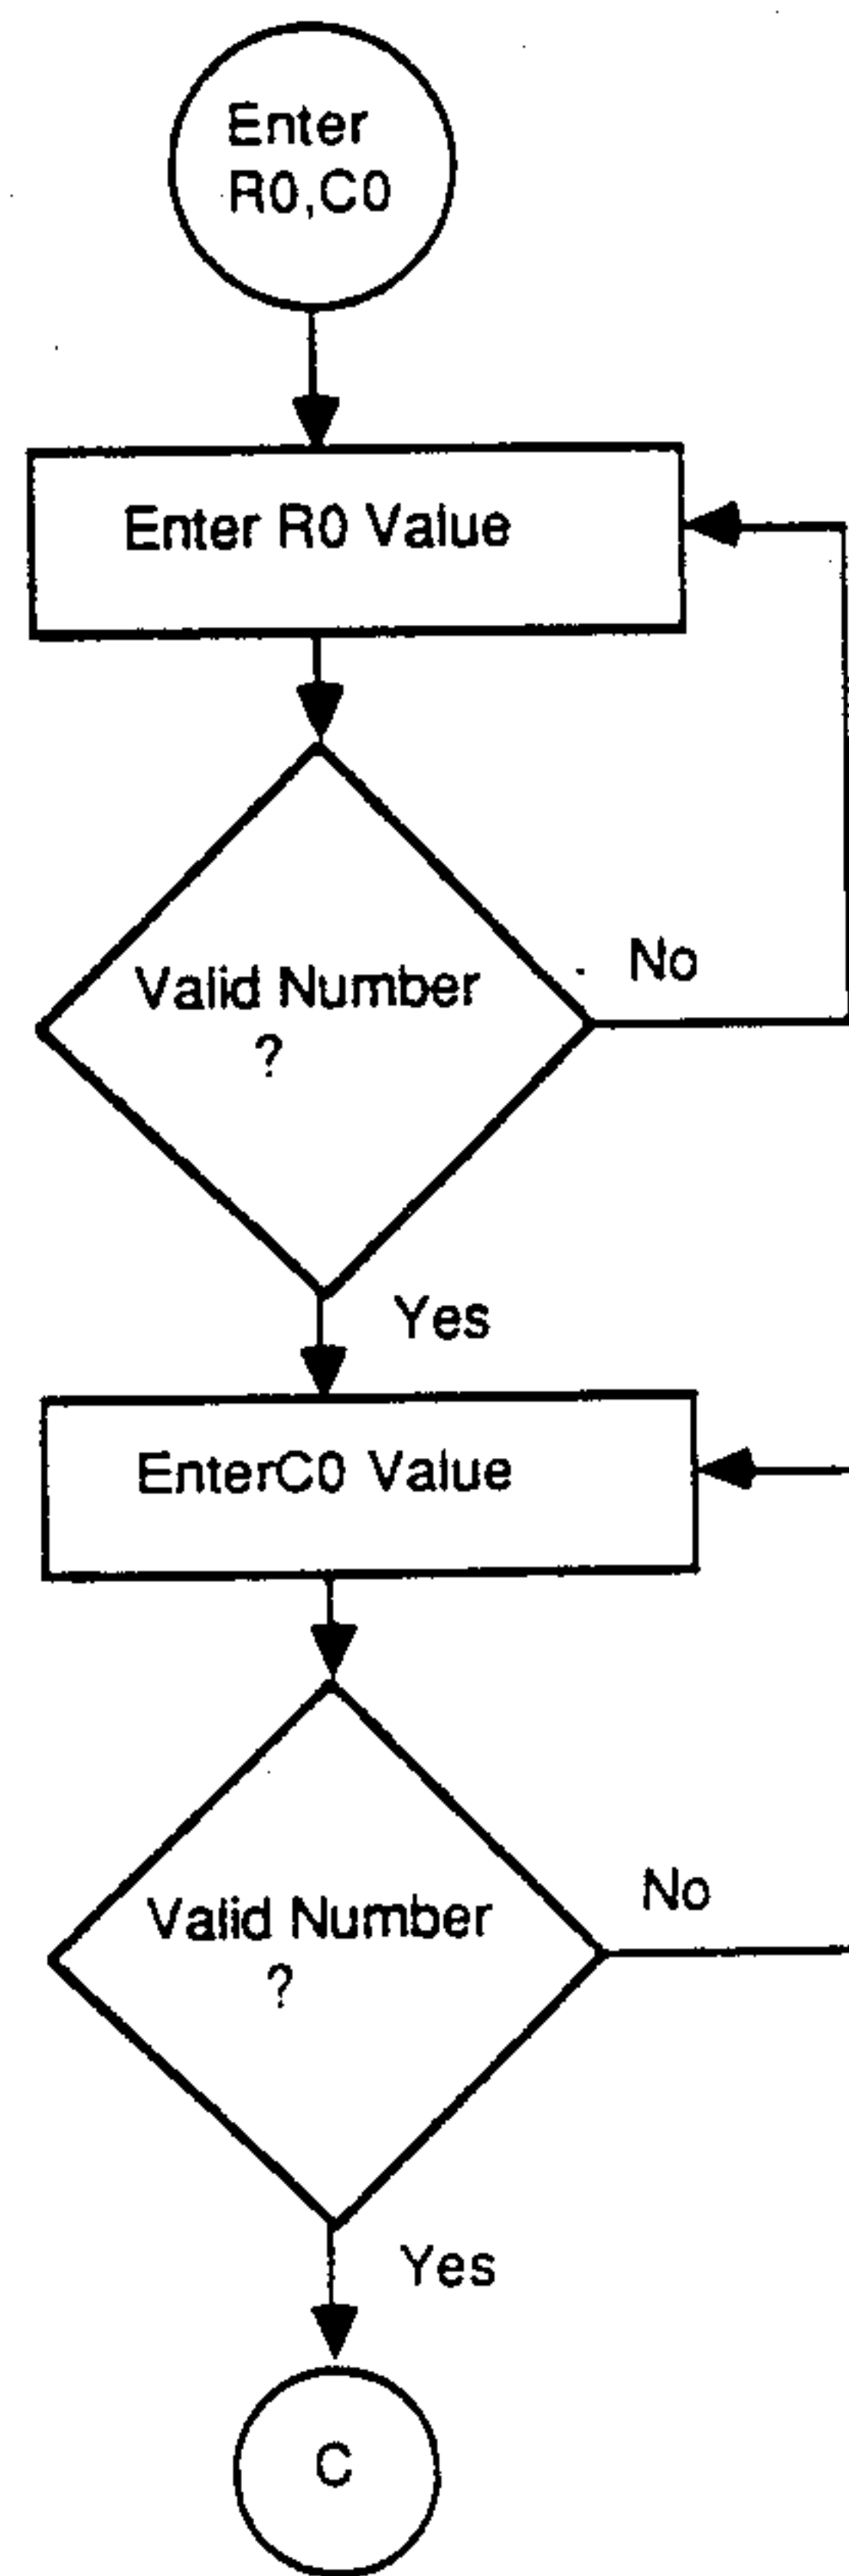 Enter
R0,C0
Enter R0 Value
Valid Number
?
No
Yes
EnterC0 Value
Valid Number
?
No
Yes
C